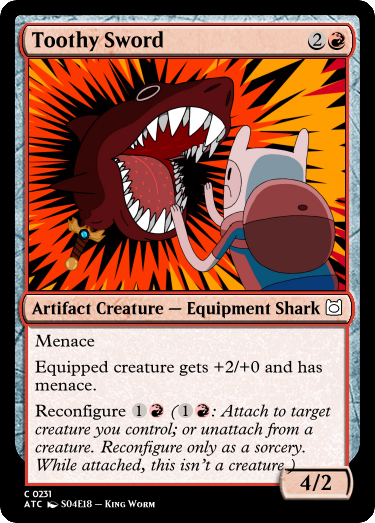 Toothy Sword 2
Artifact Creature — Equipment Shark
Menace
Equipped creature gets +2/+0 and has
menace.
Reconfigure 1 (1: Attach to target
creature you control; or unattach from a
creature. Reconfigure only as a sorcery.
While attached, this isn't a creature.)
4/2
C 0231
ATC S04E18 — King Worm